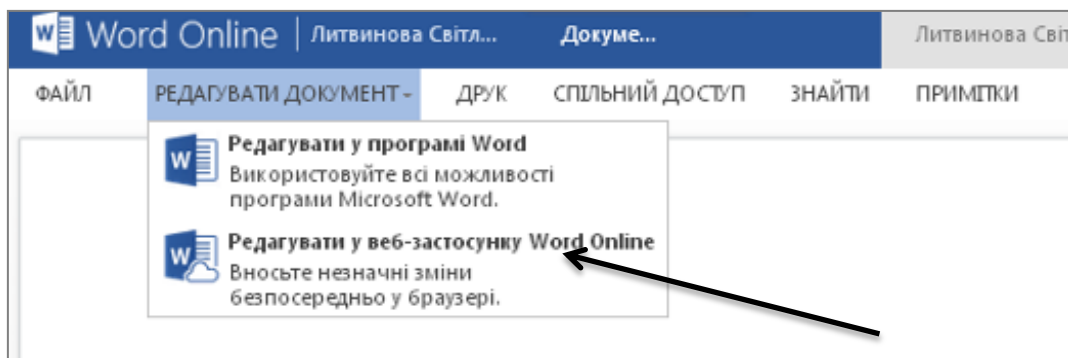 Word Online | Литвинова Світл... Докуме... Литвинова Сві
ФАЙЛ РЕДАГУВАТИ ДОКУМЕНТ ДРУК СПІЛЬНИЙ ДОСТУП ЗНАЙТИ ПРИМІТКИ
Редагувати у програмі Word
Використовуйте всі можливості
програми Microsoft Word.
Редагувати у веб-застосунку Word Online
Вносьте незначні зміни
безпосередньо у браузері.